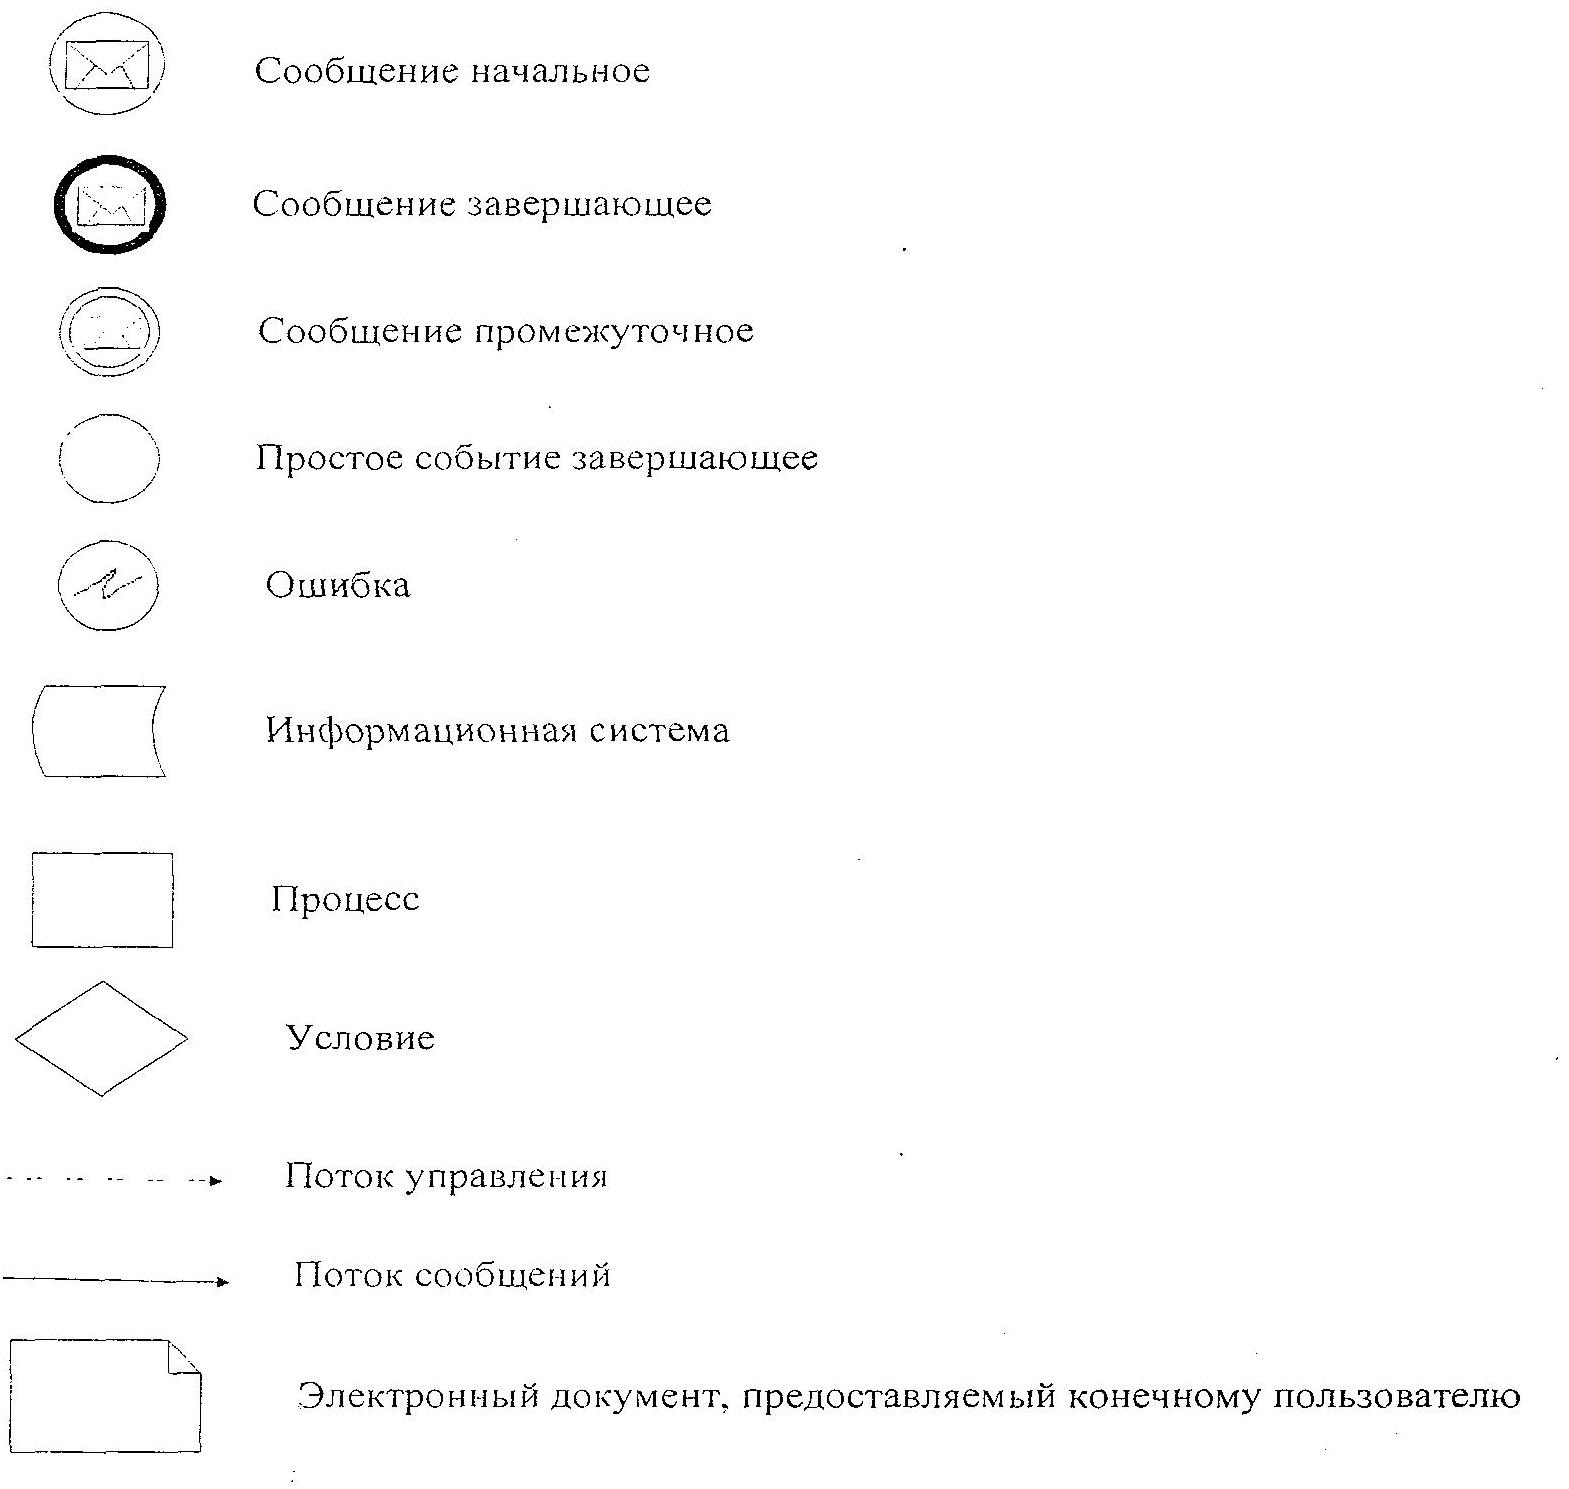 Сообщение начальное
Сообщение завершающее
Сообщение промежуточное
Простое событие завершающее
Ошибка
Информационная система
Процесс
Условие
Поток управления
Поток сообщений
Электронный документ, предоставляемый конечному пользователю